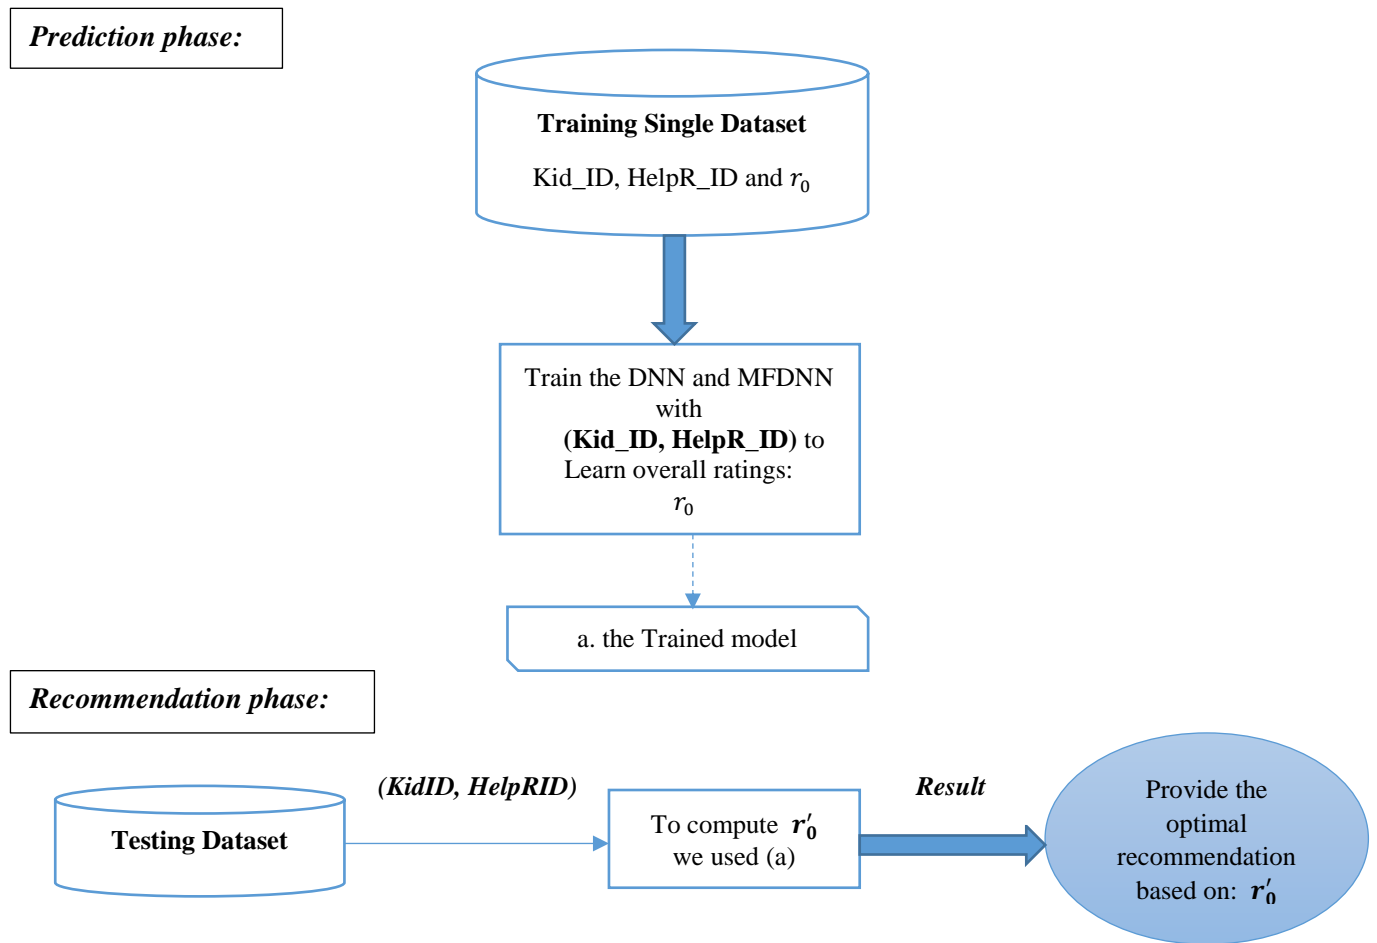 Prediction phase:
Training Single Dataset
Kid_ID, HelpR_ID and r₀
Train the DNN and MFDNN
with
(Kid_ID, HelpR_ID) to
Learn overall ratings:
r₀
a. the Trained model
Recommendation phase:
(KidID, HelpRID)
Result
Testing Dataset
To compute r′₀
we used (a)
Provide the
optimal
recommendation
based on: r′₀